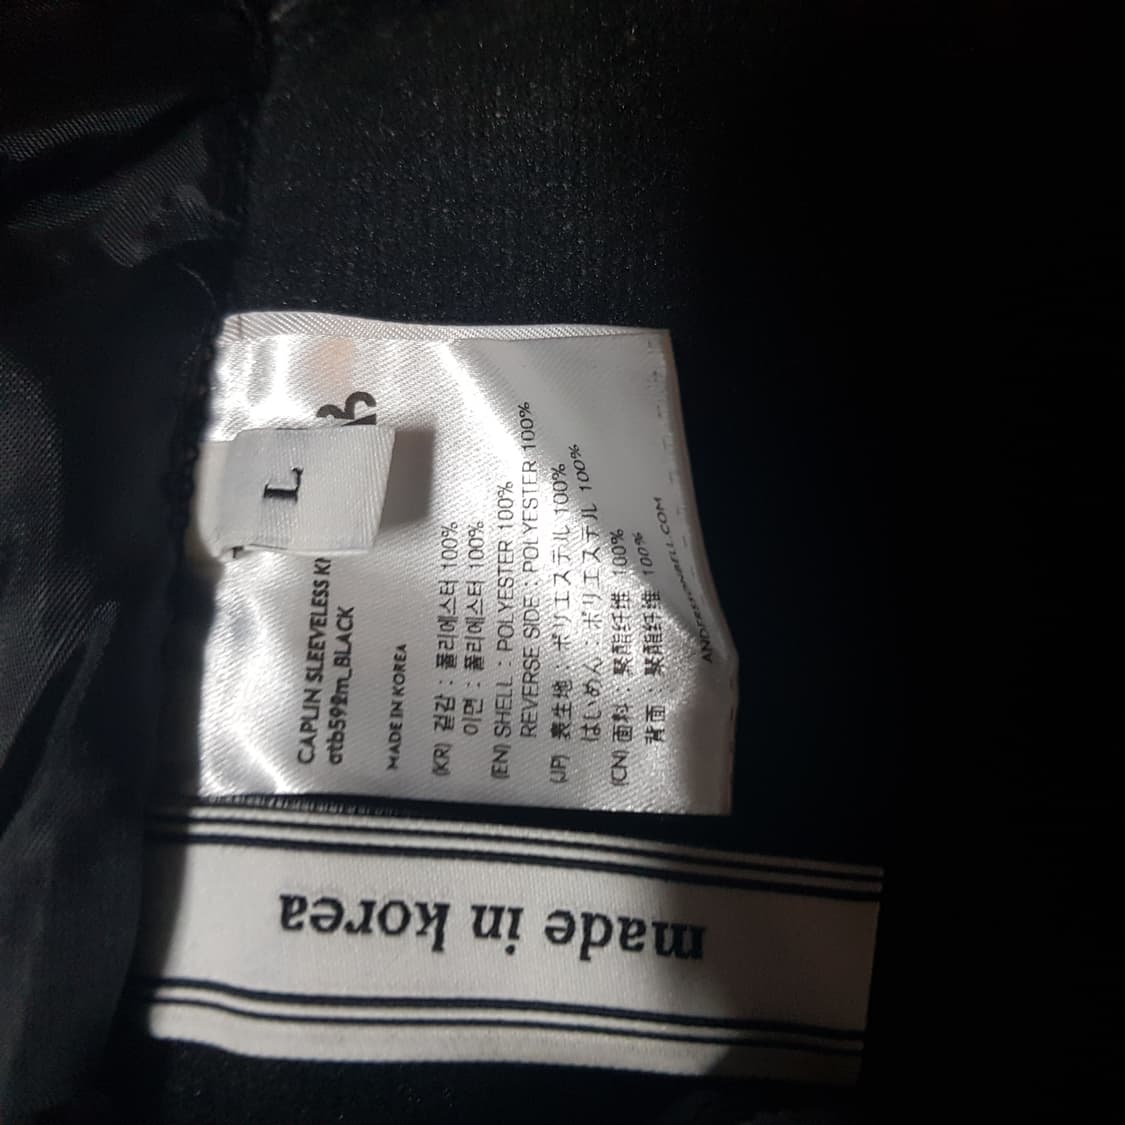 L
CAPLIN SLEEVELESS
MADE IN KOREA
(KR) 겉감 : 폴리에스터 100%
이면 : 폴리에스터 100%
(EN) SHELL : POLYESTER 100%
REVERSE SIDE : POLYESTER 100%
(JP) 表生地 : ポリエステル 100%
はいめん : ポリエステル 100%
(CN) 面料 : 聚酯纤维 100%
背面 : 聚酯纤维 100%
ANDERSSONBELL.COM
made in korea